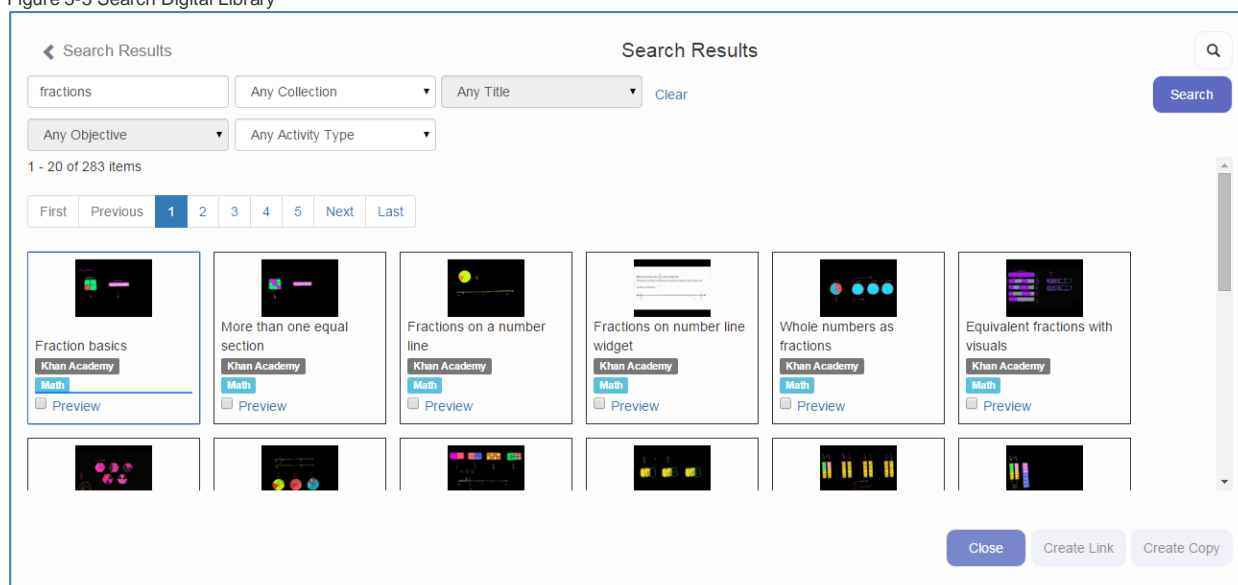 Figure 5-5 Search Digital Library
Search Results
Search Results
fractions
Any Collection
Any Title
Clear
Search
Any Objective
Any Activity Type
1 - 20 of 283 items
First Previous 1 2 3 4 5 Next Last
Fraction basics
Khan Academy
Math
Preview
More than one equal
section
Khan Academy
Math
Preview
Fractions on a number
line
Khan Academy
Math
Preview
Fractions on number line
widget
Khan Academy
Math
Preview
Whole numbers as
fractions
Khan Academy
Math
Preview
Equivalent fractions with
visuals
Khan Academy
Math
Preview
Close
Create Link
Create Copy